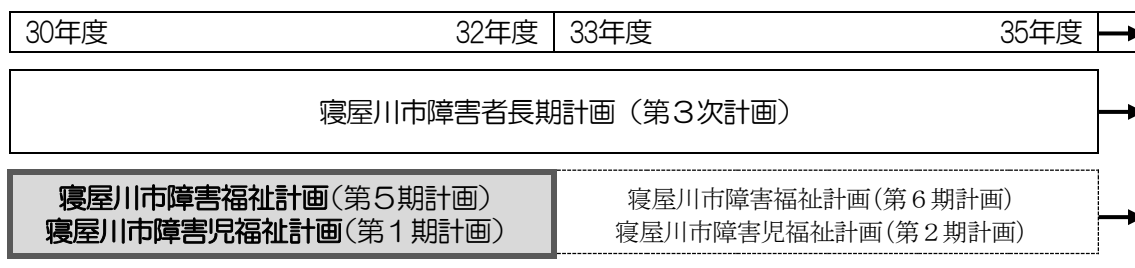 30年度 32年度 33年度 35年度
寝屋川市障害者長期計画（第３次計画）
寝屋川市障害福祉計画(第５期計画)
寝屋川市障害児福祉計画(第１期計画)
寝屋川市障害福祉計画(第６期計画)
寝屋川市障害児福祉計画(第２期計画)